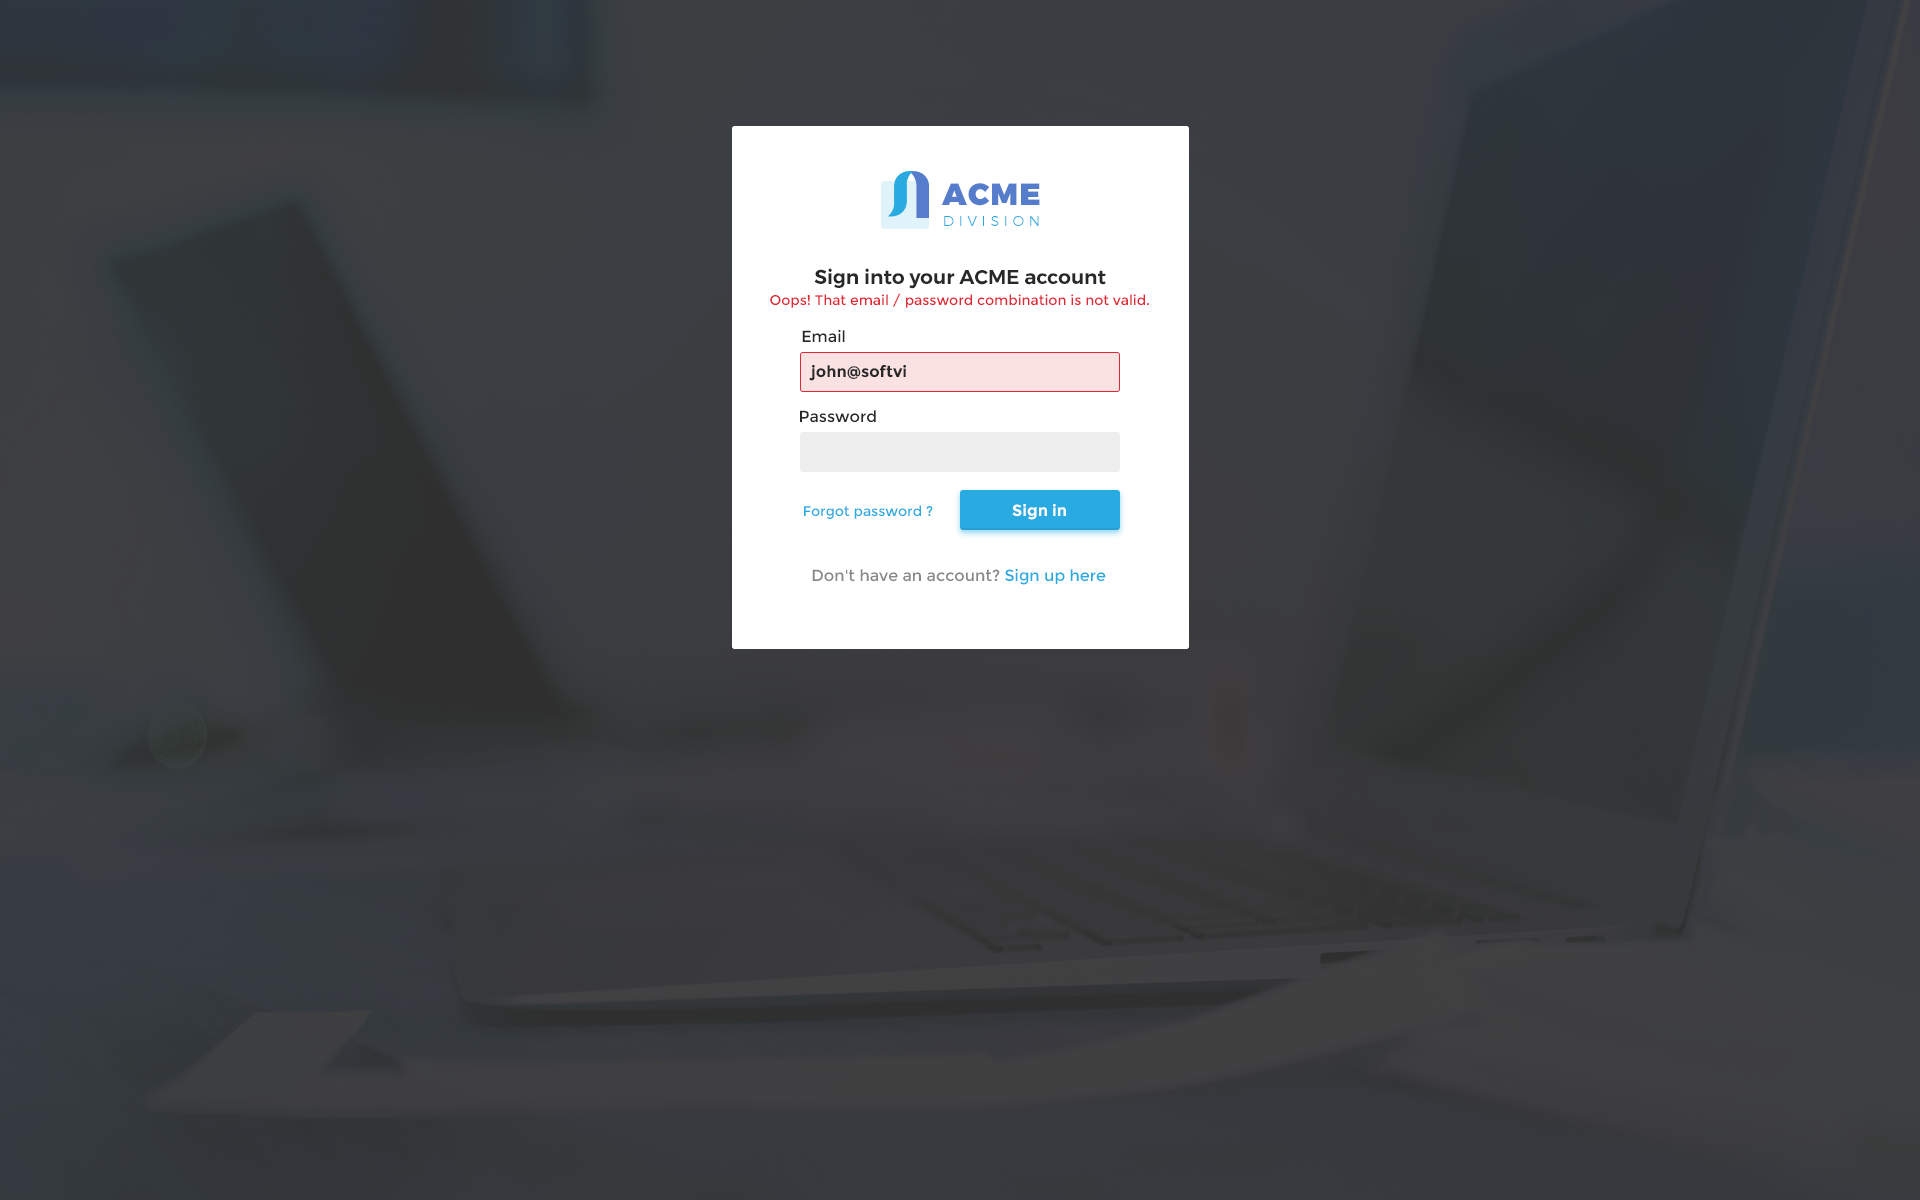 ACME
DIVISION
Sign into your ACME account
Oops! That email / password combination is not valid.
Email
john@softvi
Password
Forgot password ?
Sign in
Don't have an account? Sign up here